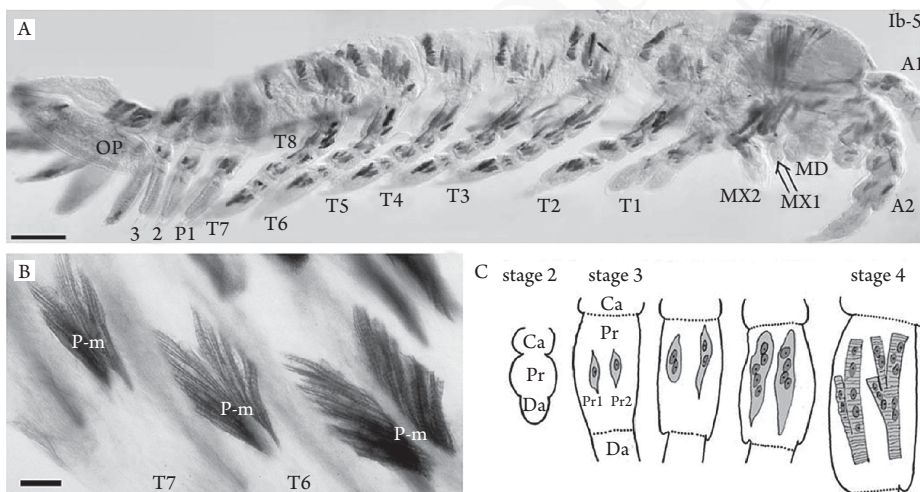 A
Ib-5
A1
OP
T8
MD
MX2
MX1
A2
3 2 P1 T7 T6 T5 T4 T3 T2 T1
B
P-m
P-m
P-m
T7 T6
C
stage 2 stage 3 stage 4
Ca
Pr
Da
Ca
Pr
Pr1 Pr2
Da